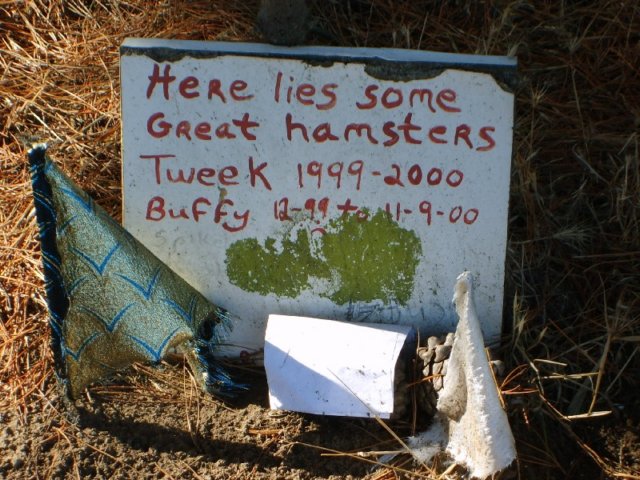 Here lies some
Great hamsters
Tweek 1999-2000
Buffy 12-99 to 11-9-00